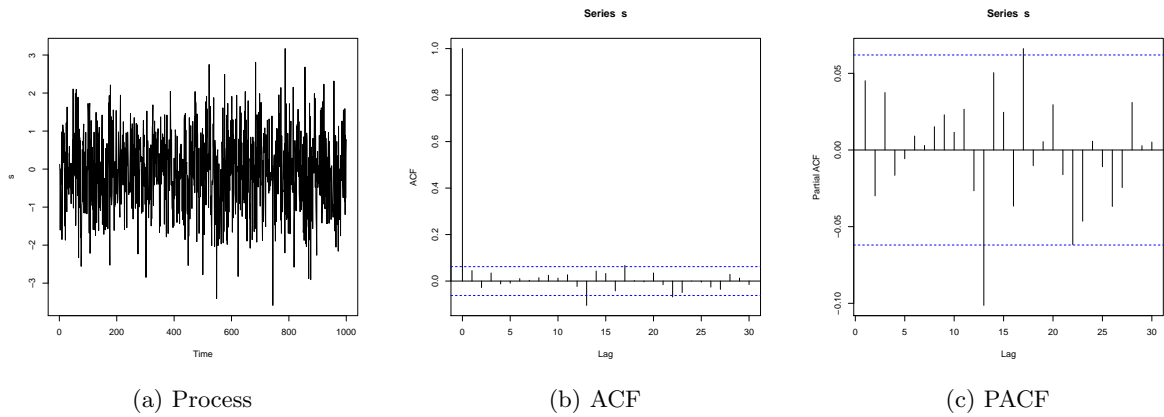 s
3
2
1
0
−1
−2
−3
0 200 400 600 800 1000
Time
(a) Process
Series s
ACF
1.0
0.8
0.6
0.4
0.2
0.0
0 5 10 15 20 25 30
Lag
(b) ACF
Series s
Partial ACF
0.05
0.00
−0.05
−0.10
0 5 10 15 20 25 30
Lag
(c) PACF